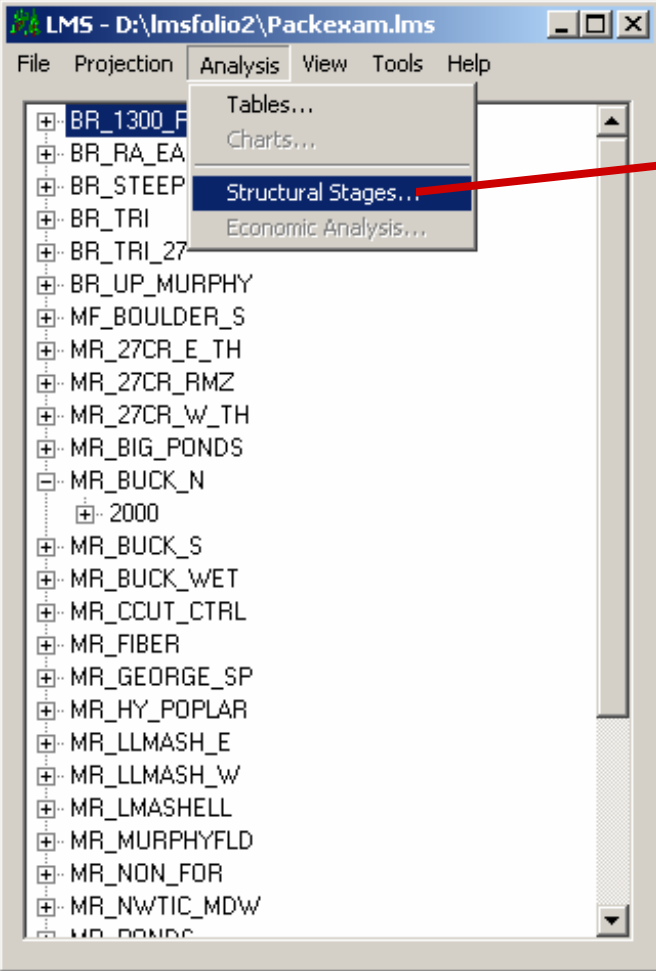 LMS - D:\lmsfolio2\Packexam.lms
File Projection Analysis View Tools Help
Tables...
Charts...
Structural Stages...
Economic Analysis...
BR_1300_F
BR_RA_EA
BR_STEEP
BR_TRI
BR_TRI_27
BR_UP_MURPHY
MF_BOULDER_S
MR_27CR_E_TH
MR_27CR_RMZ
MR_27CR_W_TH
MR_BIG_PONDS
MR_BUCK_N
2000
MR_BUCK_S
MR_BUCK_WET
MR_CCUT_CTRL
MR_FIBER
MR_GEORGE_SP
MR_HY_POPLAR
MR_LLMASH_E
MR_LLMASH_W
MR_LMASHELL
MR_MURPHYFLD
MR_NON_FOR
MR_NWTIC_MDW
MR_PONDS